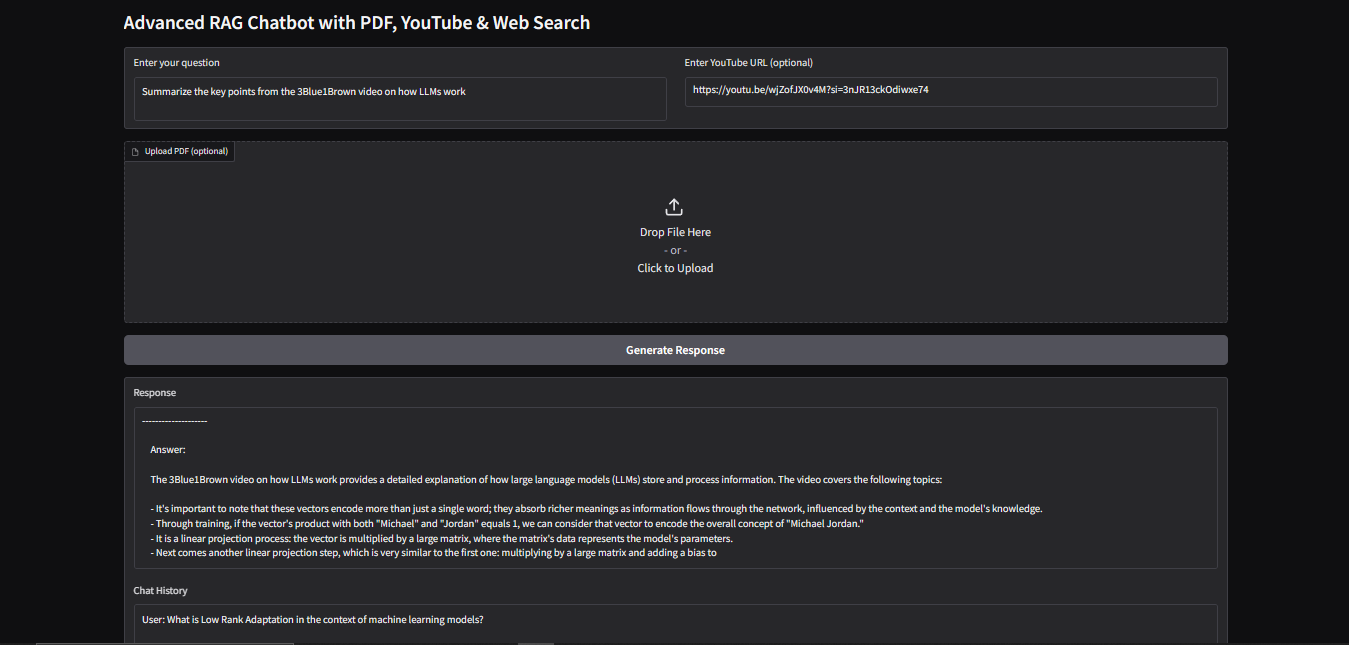 Advanced RAG Chatbot with PDF, YouTube & Web Search
Enter your question
Summarize the key points from the 3Blue1Brown video on how LLMs work
Enter YouTube URL (optional)
https://youtu.be/wjZofJX0v4M?si=3nJR13ckOdiwxe74
Upload PDF (optional)
Drop File Here
- or -
Click to Upload
Generate Response
Response
--------------------
Answer:
The 3Blue1Brown video on how LLMs work provides a detailed explanation of how large language models (LLMs) store and process information. The video covers the following topics:
- It's important to note that these vectors encode more than just a single word; they absorb richer meanings as information flows through the network, influenced by the context and the model's knowledge.
- Through training, if the vector's product with both "Michael" and "Jordan" equals 1, we can consider that vector to encode the overall concept of "Michael Jordan."
- It is a linear projection process: the vector is multiplied by a large matrix, where the matrix's data represents the model's parameters.
- Next comes another linear projection step, which is very similar to the first one: multiplying by a large matrix and adding a bias to
Chat History
User: What is Low Rank Adaptation in the context of machine learning models?